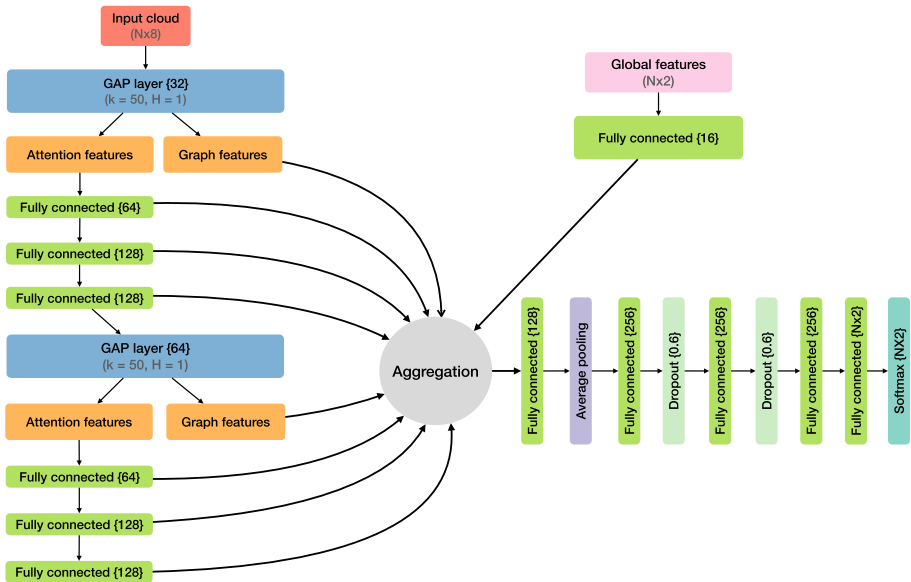 Input cloud
(Nx8)
GAP layer {32}
(k = 50, H = 1)
Attention features
Graph features
Fully connected {64}
Fully connected {128}
Fully connected {128}
GAP layer {64}
(k = 50, H = 1)
Attention features
Graph features
Fully connected {64}
Fully connected {128}
Fully connected {128}
Global features
(Nx2)
Fully connected {16}
Aggregation
Fully connected {128}
Average pooling
Fully connected {256}
Dropout {0.6}
Fully connected {256}
Dropout {0.6}
Fully connected {256}
Fully connected {Nx2}
Softmax {NX2}